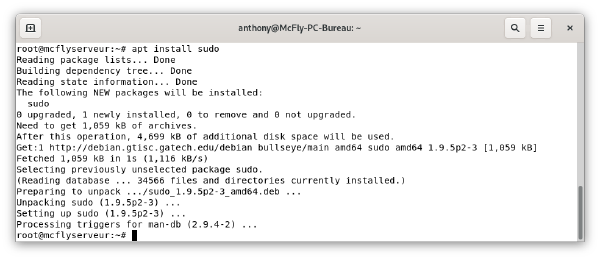 anthony@McFly-PC-Bureau: ~
root@mcflyserveur:~# apt install sudo
Reading package lists... Done
Building dependency tree... Done
Reading state information... Done
The following NEW packages will be installed:
  sudo
0 upgraded, 1 newly installed, 0 to remove and 0 not upgraded.
Need to get 1,059 kB of archives.
After this operation, 4,699 kB of additional disk space will be used.
Get:1 http://debian.gtisc.gatech.edu/debian bullseye/main amd64 sudo amd64 1.9.5p2-3 [1,059 kB]
Fetched 1,059 kB in 1s (1,116 kB/s)
Selecting previously unselected package sudo.
(Reading database ... 34566 files and directories currently installed.)
Preparing to unpack .../sudo_1.9.5p2-3_amd64.deb ...
Unpacking sudo (1.9.5p2-3) ...
Setting up sudo (1.9.5p2-3) ...
Processing triggers for man-db (2.9.4-2) ...
root@mcflyserveur:~#